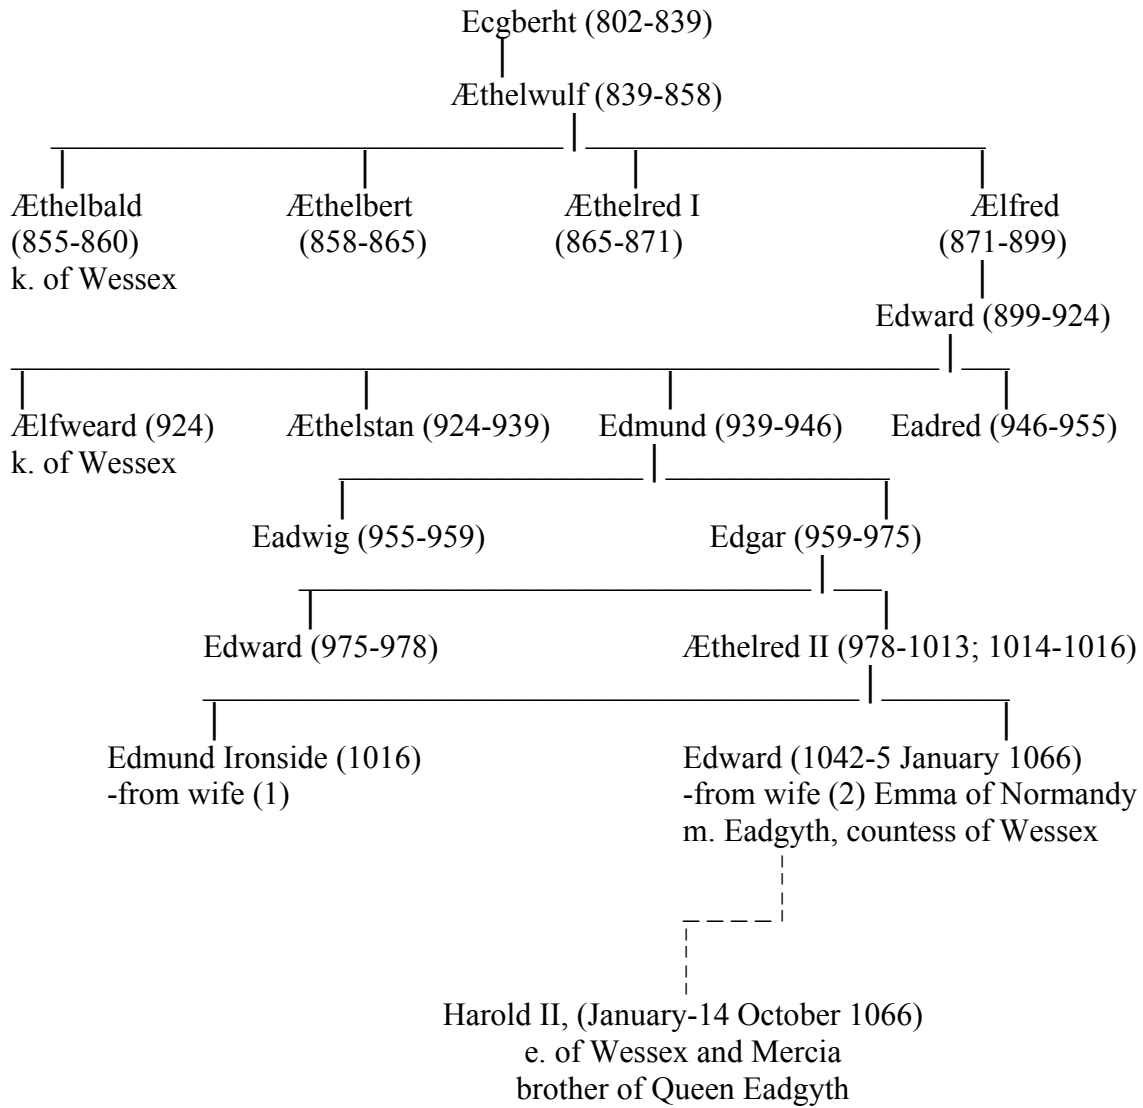 Ecgberht (802-839)
Æthelwulf (839-858)
Æthelbald Æthelbert Æthelred I Ælfred
(855-860) (858-865) (865-871) (871-899)
k. of Wessex
Edward (899-924)
Ælfweard (924) Æthelstan (924-939) Edmund (939-946) Eadred (946-955)
k. of Wessex
Eadwig (955-959) Edgar (959-975)
Edward (975-978) Æthelred II (978-1013; 1014-1016)
Edmund Ironside (1016) Edward (1042-5 January 1066)
-from wife (1) -from wife (2) Emma of Normandy
m. Eadgyth, countess of Wessex
Harold II, (January-14 October 1066)
e. of Wessex and Mercia
brother of Queen Eadgyth